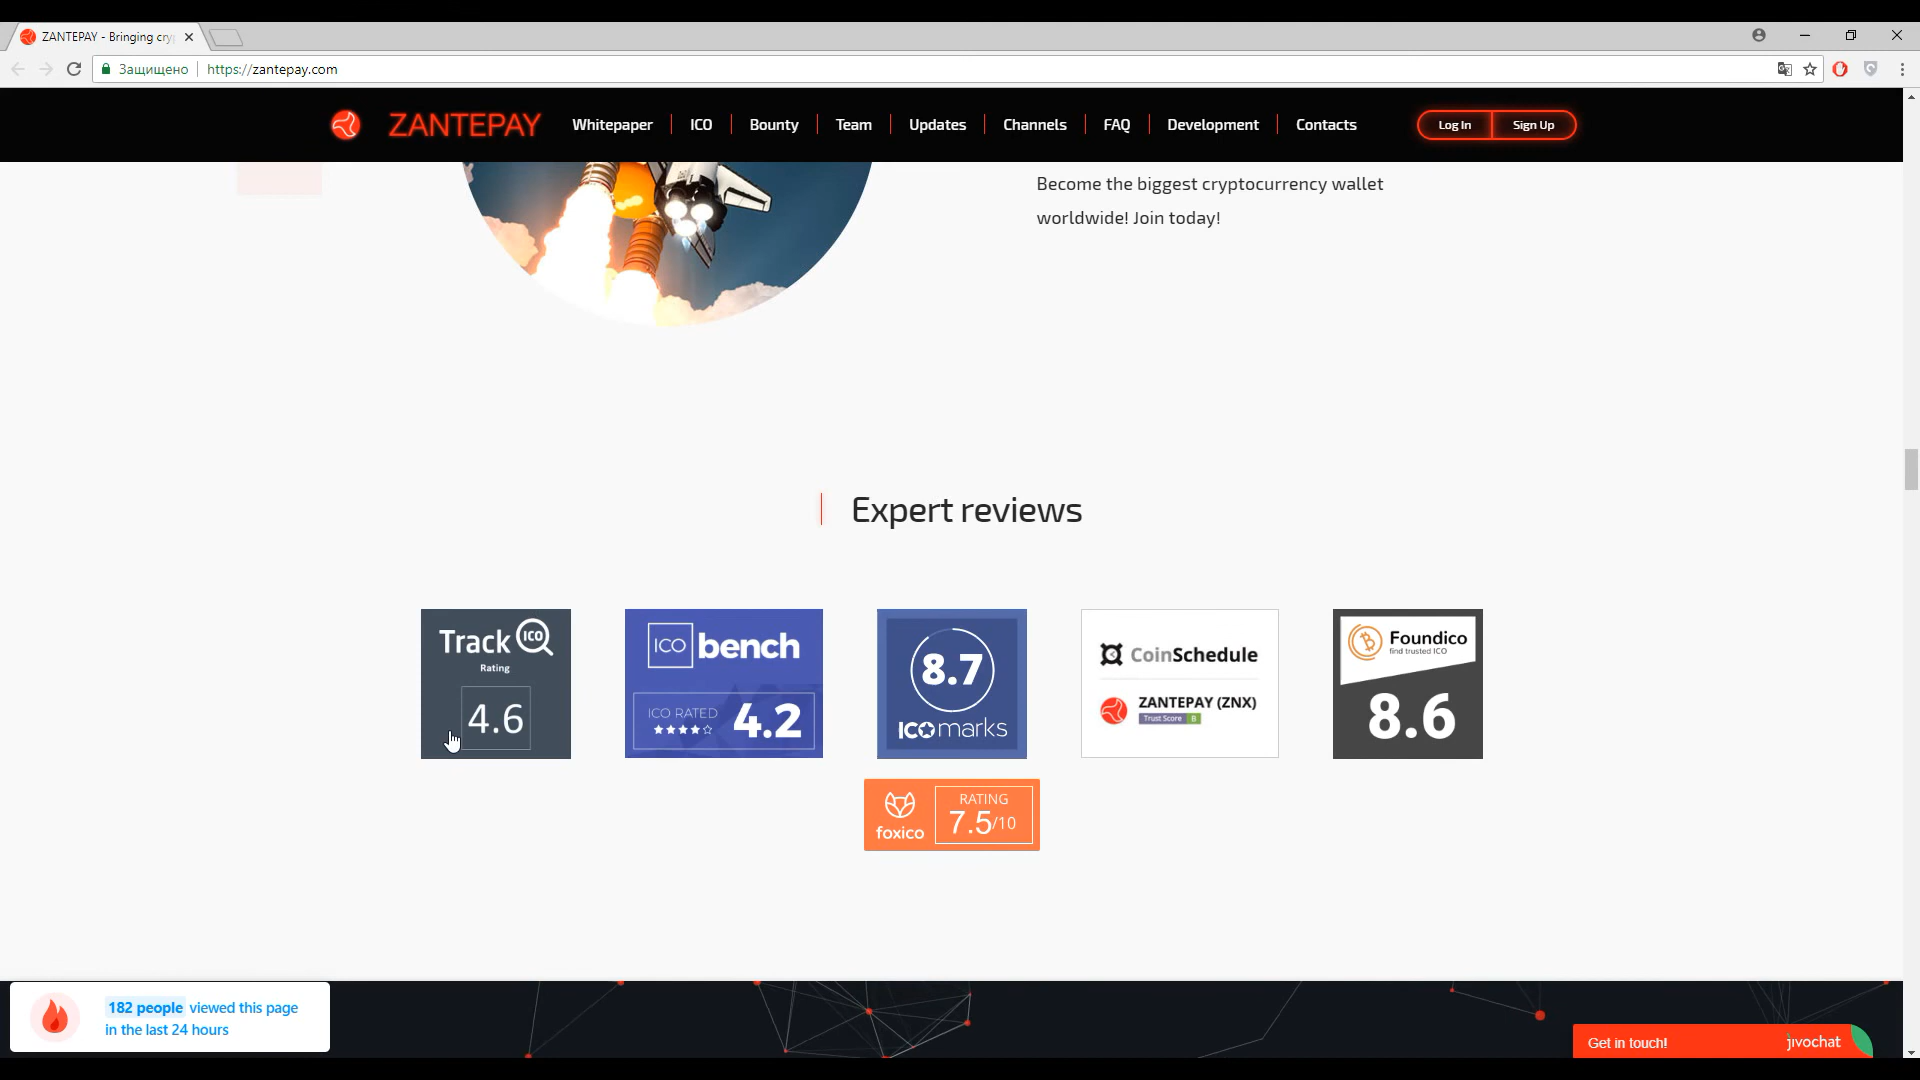 ZANTEPAY - Bringing cry
Защищено
https://zantepay.com
ZANTEPAY
Whitepaper
ICO
Bounty
Team
Updates
Channels
FAQ
Development
Contacts
Log In
Sign Up
Become the biggest cryptocurrency wallet
worldwide! Join today!
Expert reviews
Track ICO
Rating
4.6
ICO bench
ICO RATED
4.2
8.7
ICOmarks
CoinSchedule
ZANTEPAY (ZNX)
Trust Score B
Foundico
find trusted ICO
8.6
foxico
RATING
7.5/10
182 people viewed this page
in the last 24 hours
Get in touch!
jivochat